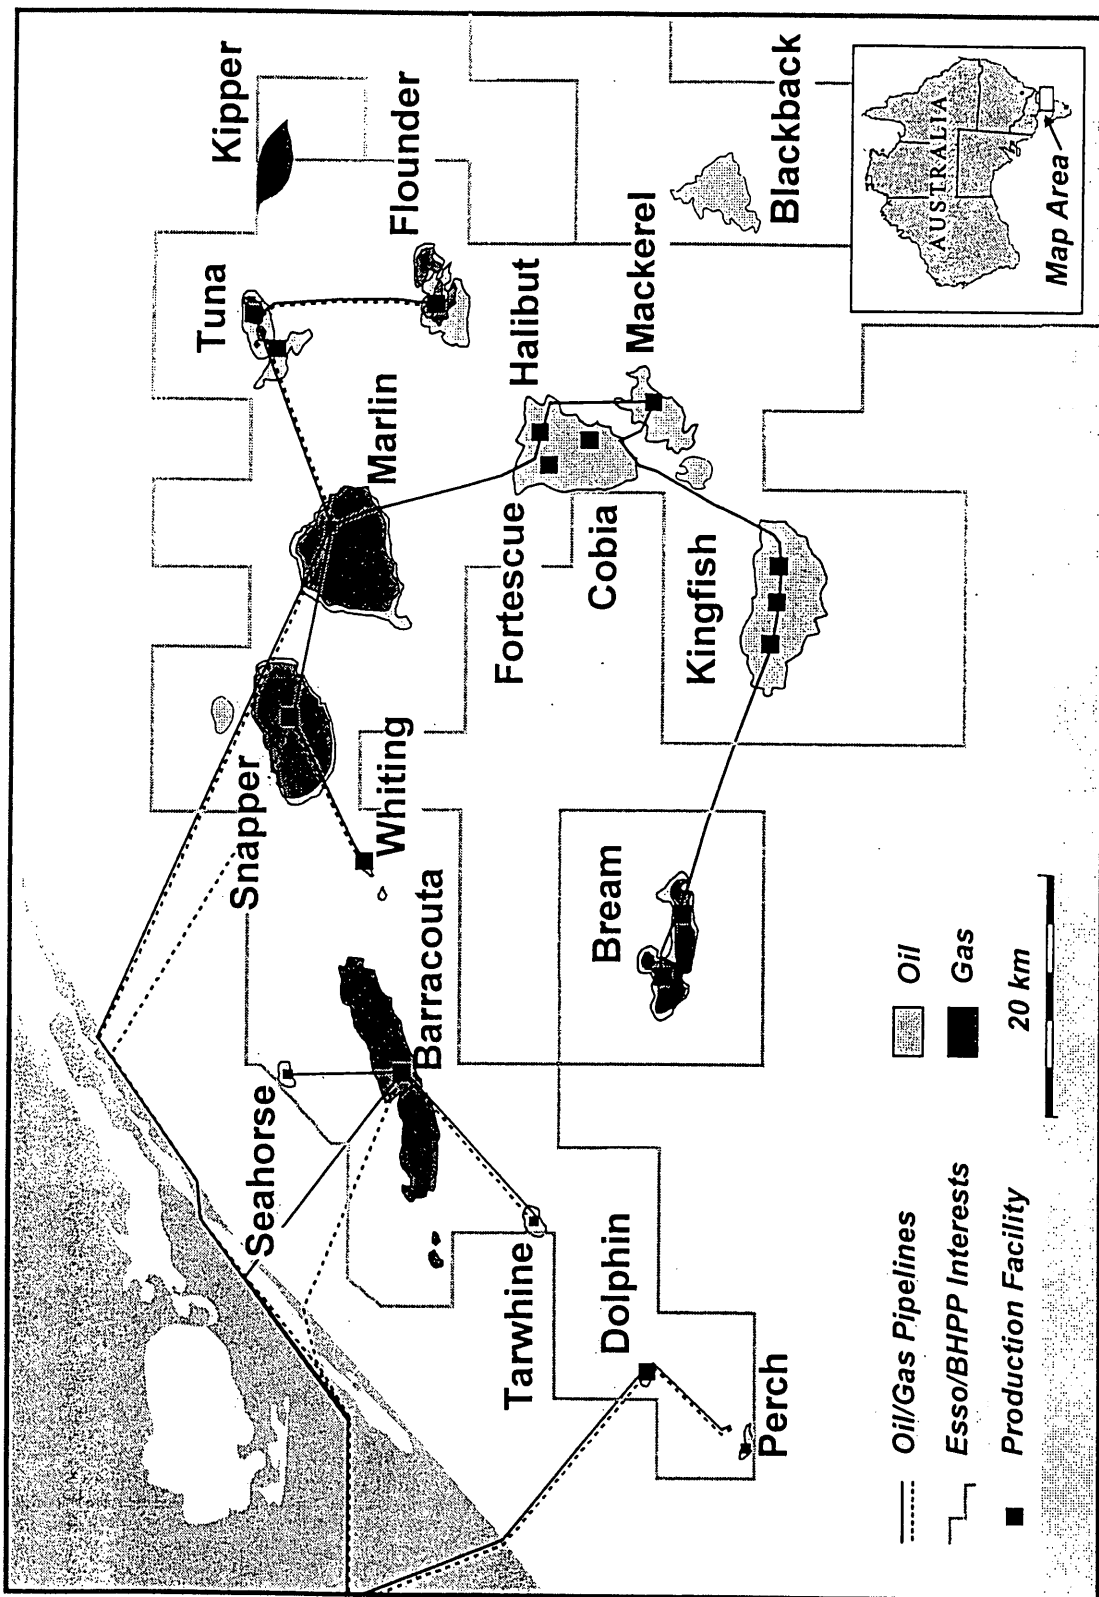 Kipper
Tuna
Flounder
Marlin
Halibut
Mackerel
Blackback
Fortescue
Cobia
Kingfish
Snapper
Whiting
Barracouta
Bream
Seahorse
Tarwhine
Dolphin
Perch
Oil/Gas Pipelines
Esso/BHPP Interests
Production Facility
Oil
Gas
20 km
AUSTRALIA
Map Area